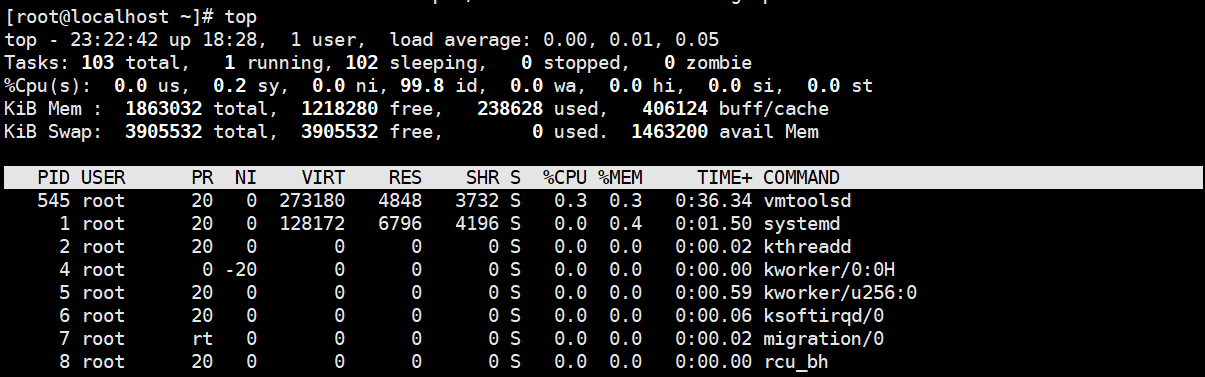 [root@localhost ~]# top
top - 23:22:42 up 18:28,  1 user,  load average: 0.00, 0.01, 0.05
Tasks: 103 total,   1 running, 102 sleeping,   0 stopped,   0 zombie
%Cpu(s):  0.0 us,  0.2 sy,  0.0 ni, 99.8 id,  0.0 wa,  0.0 hi,  0.0 si,  0.0 st
KiB Mem :  1863032 total,  1218280 free,   238628 used,   406124 buff/cache
KiB Swap:  3905532 total,  3905532 free,        0 used.  1463200 avail Mem
PID USER      PR  NI    VIRT    RES    SHR S  %CPU %MEM     TIME+ COMMAND
545 root      20   0  273180   4848   3732 S   0.3  0.3   0:36.34 vmtoolsd
1 root      20   0  128172   6796   4196 S   0.0  0.4   0:01.50 systemd
2 root      20   0       0      0      0 S   0.0  0.0   0:00.02 kthreadd
4 root       0 -20       0      0      0 S   0.0  0.0   0:00.00 kworker/0:0H
5 root      20   0       0      0      0 S   0.0  0.0   0:00.59 kworker/u256:0
6 root      20   0       0      0      0 S   0.0  0.0   0:00.06 ksoftirqd/0
7 root      rt   0       0      0      0 S   0.0  0.0   0:00.02 migration/0
8 root      20   0       0      0      0 S   0.0  0.0   0:00.00 rcu_bh